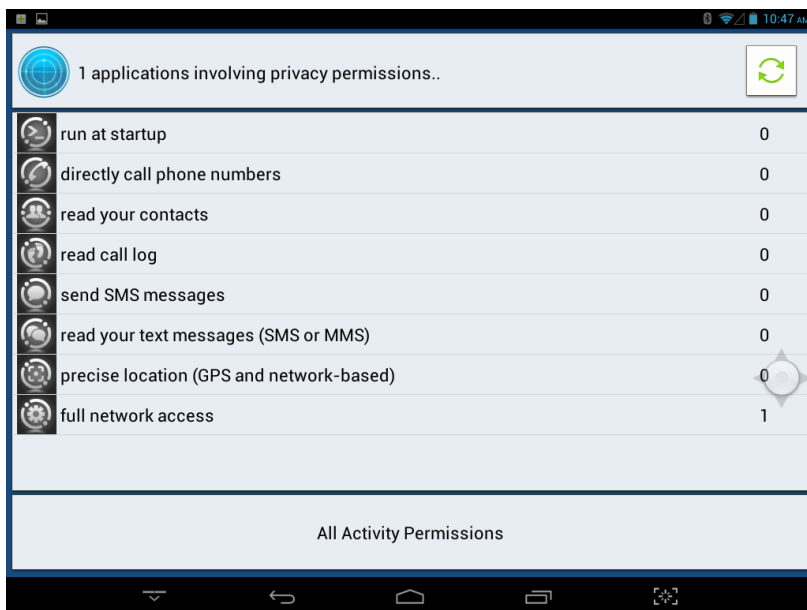 10:47 AM
1 applications involving privacy permissions..
run at startup 0
directly call phone numbers 0
read your contacts 0
read call log 0
send SMS messages 0
read your text messages (SMS or MMS) 0
precise location (GPS and network-based) 0
full network access 1
All Activity Permissions